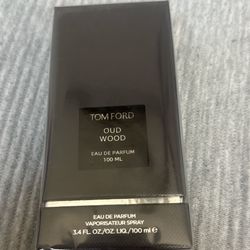 TOM FORD
OUD
WOOD
EAU DE PARFUM
100 ML
EAU DE PARFUM
VAPORISATEUR SPRAY
3.4 FL. OZ./OZ. LIQ./100 ml ℮